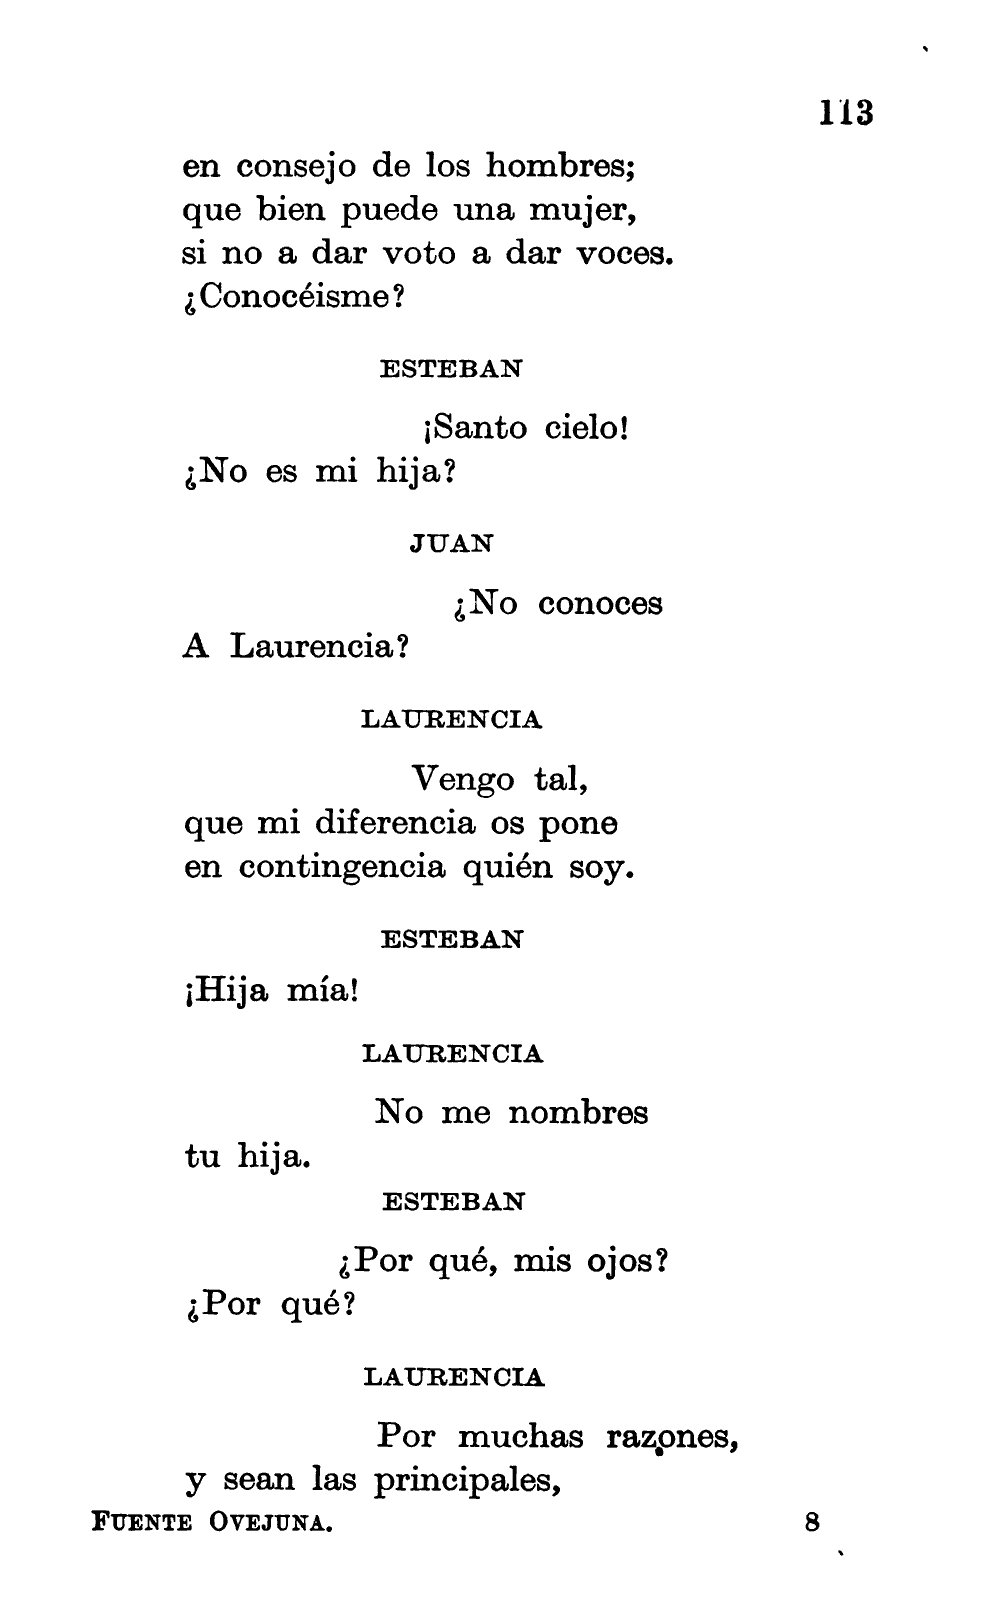 113
en consejo de los hombres;
que bien puede una mujer,
si no a dar voto a dar voces.
¿Conocéisme?
ESTEBAN
¡Santo cielo!
¿No es mi hija?
JUAN
¿No conoces
A Laurencia?
LAURENCIA
Vengo tal,
que mi diferencia os pone
en contingencia quién soy.
ESTEBAN
¡Hija mía!
LAURENCIA
No me nombres
tu hija.
ESTEBAN
¿Por qué, mis ojos?
¿Por qué?
LAURENCIA
Por muchas razones,
y sean las principales,
FUENTE OVEJUNA. 8